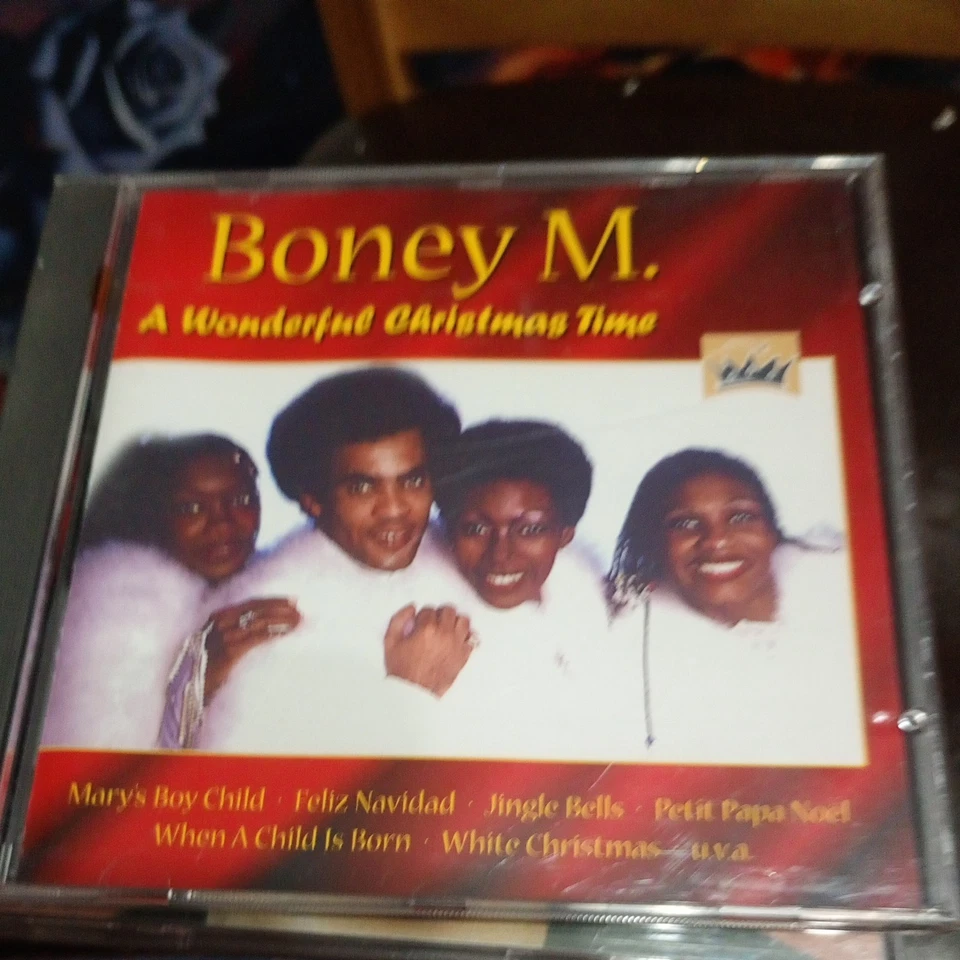 Boney M.
A Wonderful Christmas Time
Mary's Boy Child · Feliz Navidad · Jingle Bells · Petit Papa Noël
When A Child Is Born · White Christmas u.v.a.